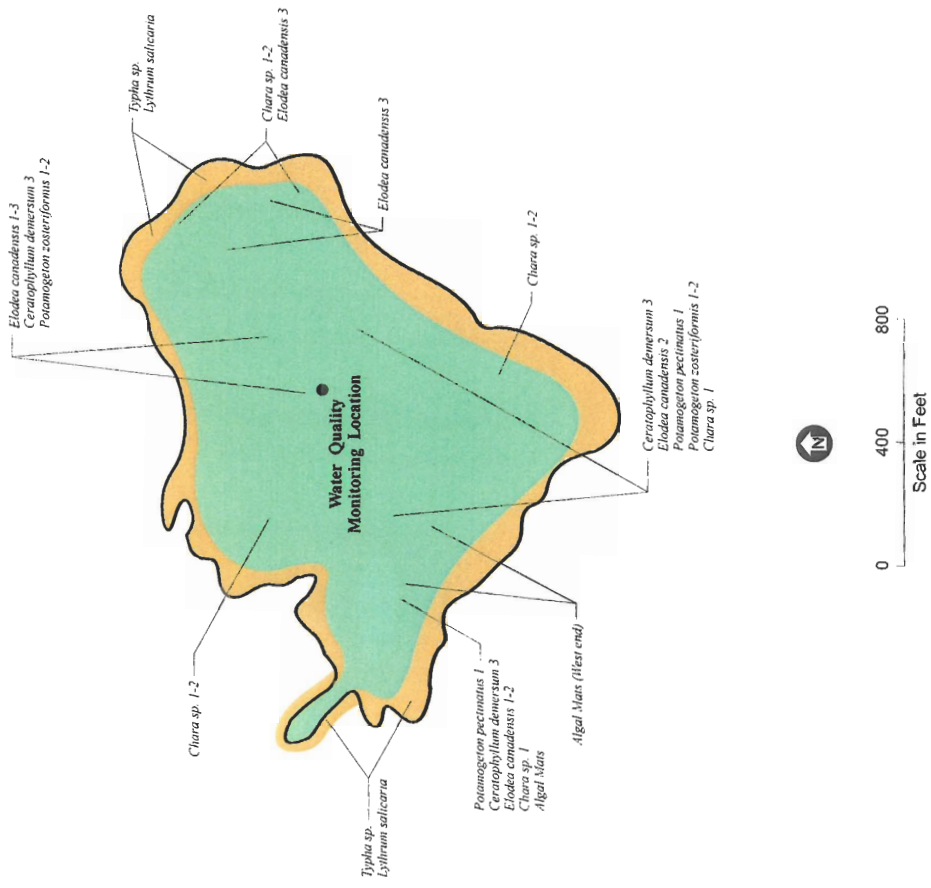 Elodea canadensis 1-3
Ceratophyllum demersum 3
Potamogeton zosteriformis 1-2
Typha sp.
Lythrum salicaria
Chara sp. 1-2
Elodea canadensis 3
Elodea canadensis 3
Chara sp. 1-2
Water Quality
Monitoring Location
Chara sp. 1-2
Ceratophyllum demersum 3
Elodea canadensis 2
Potamogeton pectinatus 1
Potamogeton zosteriformis 1-2
Chara sp. 1
Algal Mats (West end)
Potamogeton pectinatus 1
Ceratophyllum demersum 3
Elodea canadensis 1-2
Chara sp. 1
Algal Mats
Typha sp.
Lythrum salicaria
N
0 400 800
Scale in Feet